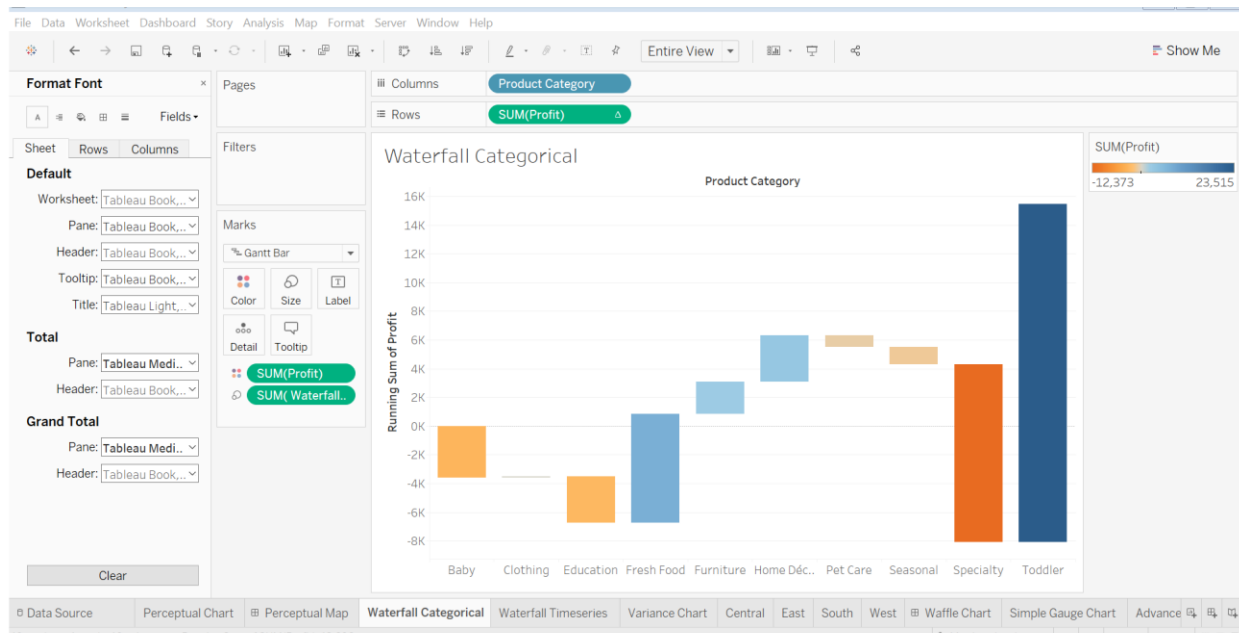 File Data Worksheet Dashboard Story Analysis Map Format Server Window Help
Entire View
Show Me
Format Font
Fields
Sheet Rows Columns
Default
Worksheet: Tableau Book,..
Pane: Tableau Book,..
Header: Tableau Book,..
Tooltip: Tableau Book,..
Title: Tableau Light,..
Total
Pane: Tableau Medi..
Header: Tableau Book,..
Grand Total
Pane: Tableau Medi..
Header: Tableau Book,..
Clear
Pages
Filters
Marks
Gantt Bar
Color Size Label
Detail Tooltip
SUM(Profit)
SUM( Waterfall..
Columns Product Category
Rows SUM(Profit)
Waterfall Categorical
Product Category
Running Sum of Profit
16K
14K
12K
10K
8K
6K
4K
2K
0K
-2K
-4K
-6K
-8K
Baby Clothing Education Fresh Food Furniture Home Déc.. Pet Care Seasonal Specialty Toddler
SUM(Profit)
-12,373 23,515
Data Source Perceptual Chart Perceptual Map Waterfall Categorical Waterfall Timeseries Variance Chart Central East South West Waffle Chart Simple Gauge Chart Advance